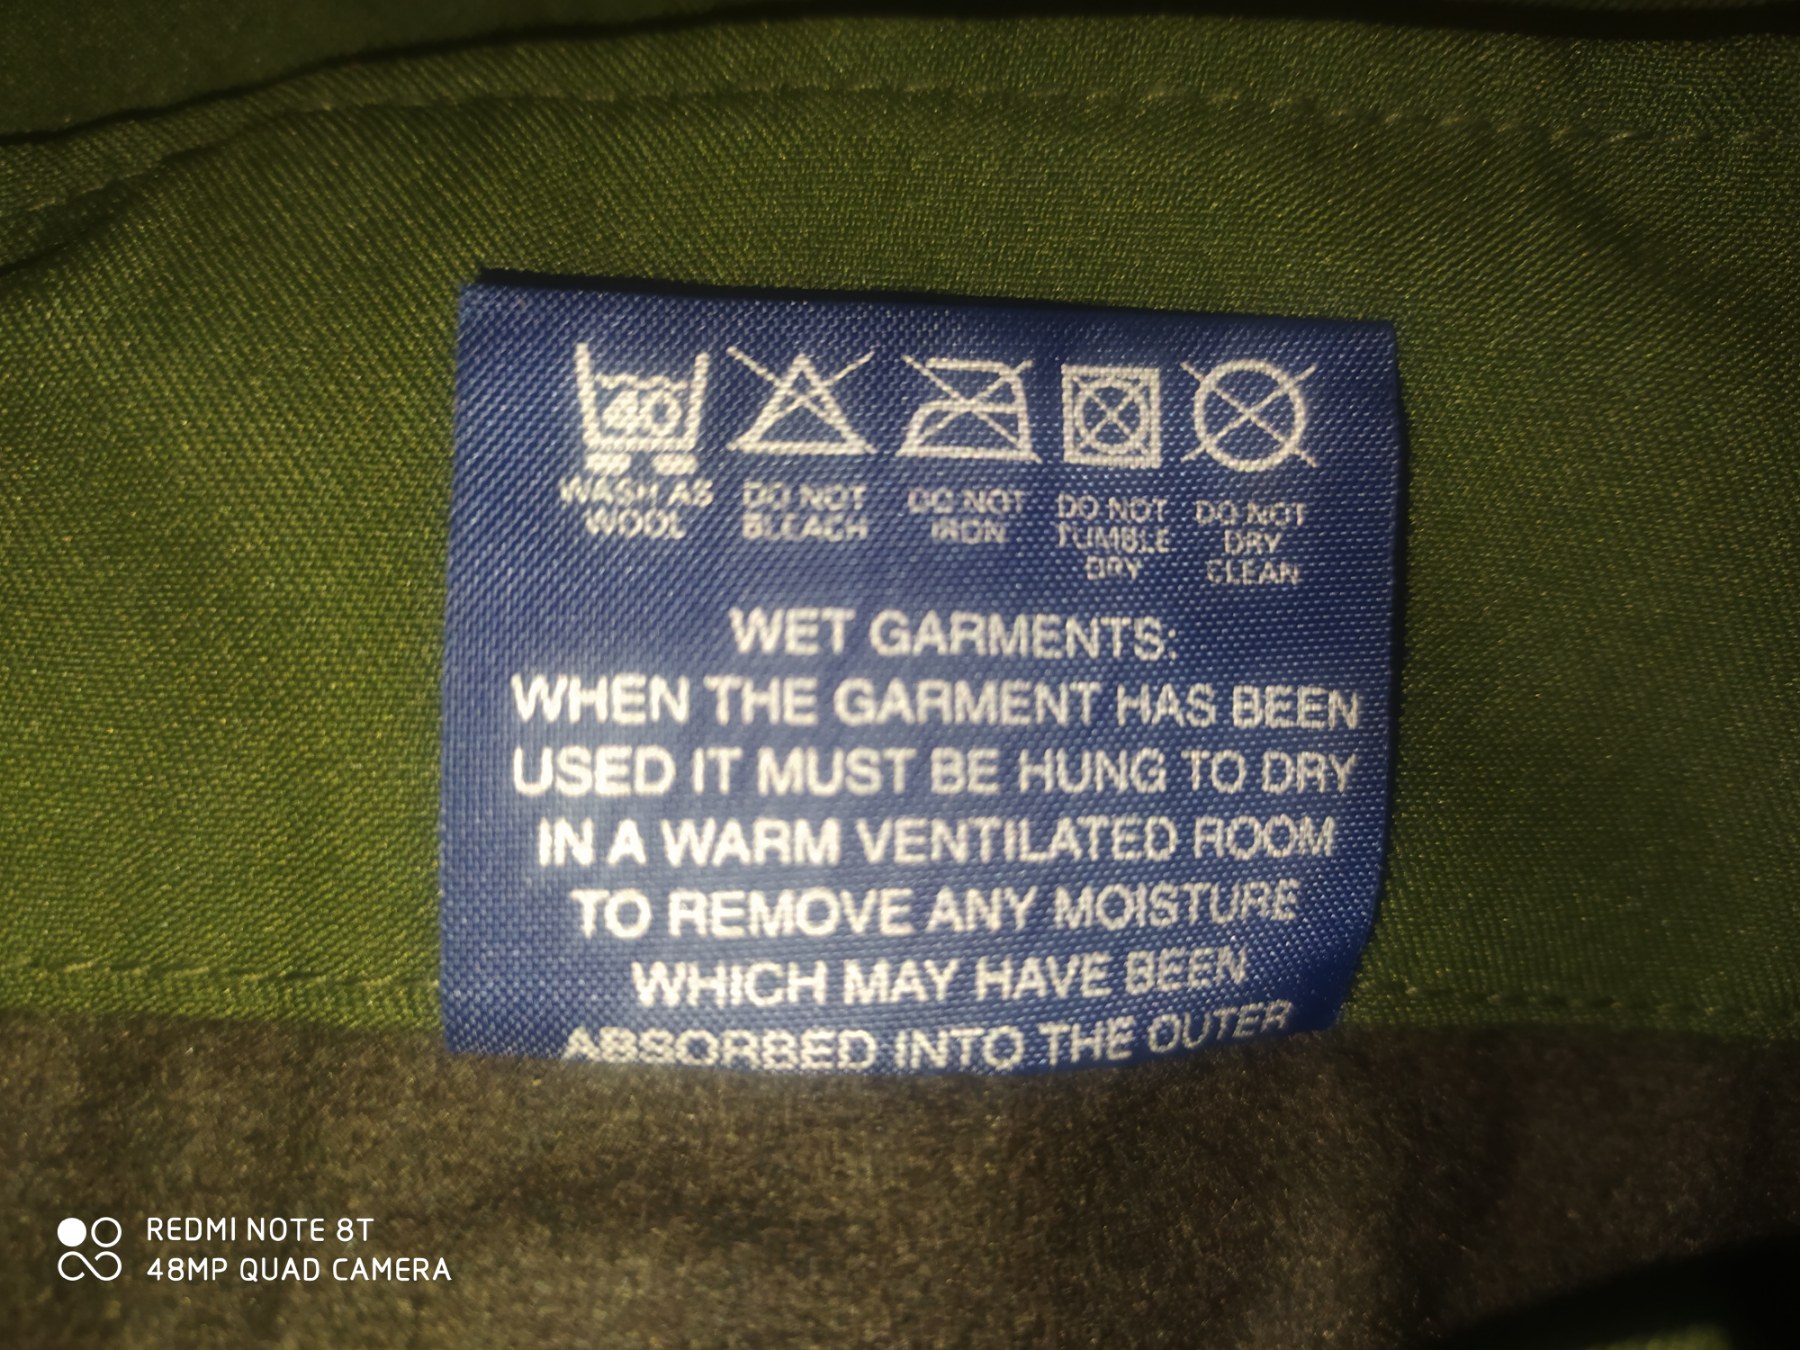 40
WASH AS
WOOL
DO NOT
BLEACH
DO NOT
IRON
DO NOT
TUMBLE
DRY
DO NOT
DRY
CLEAN
WET GARMENTS:
WHEN THE GARMENT HAS BEEN
USED IT MUST BE HUNG TO DRY
IN A WARM VENTILATED ROOM
TO REMOVE ANY MOISTURE
WHICH MAY HAVE BEEN
ABSORBED INTO THE OUTER
REDMI NOTE 8T
48MP QUAD CAMERA